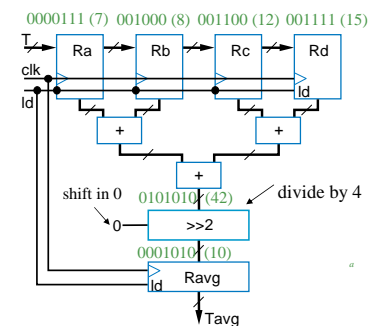 0000111 (7) 001000 (8) 001100 (12) 001111 (15)
T Ra Rb Rc Rd
clk
ld ld
+ +
+
shift in 0 0101010 (42) divide by 4
0 >>2
0001010 (10)
Ravg
ld
Tavg
a